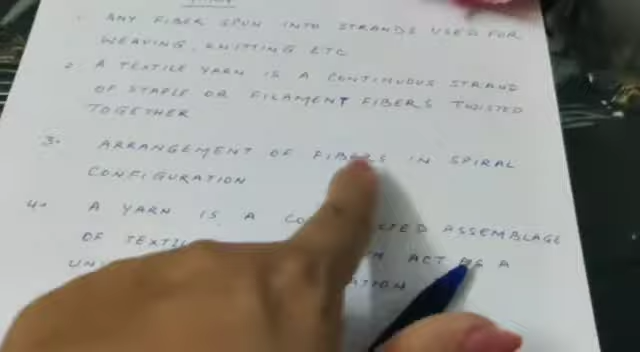 1. ANY FIBER SPUN INTO STRANDS USED FOR
WEAVING, KNITTING ETC
2. A TEXTILE YARN IS A CONTINUOUS STRAND
OF STAPLE OR FILAMENT FIBERS TWISTED
TOGETHER
3. ARRANGEMENT OF FIBERS IN SPIRAL
CONFIGURATION
4. A YARN IS A ASSEMBLAGE
OF ACT AS A